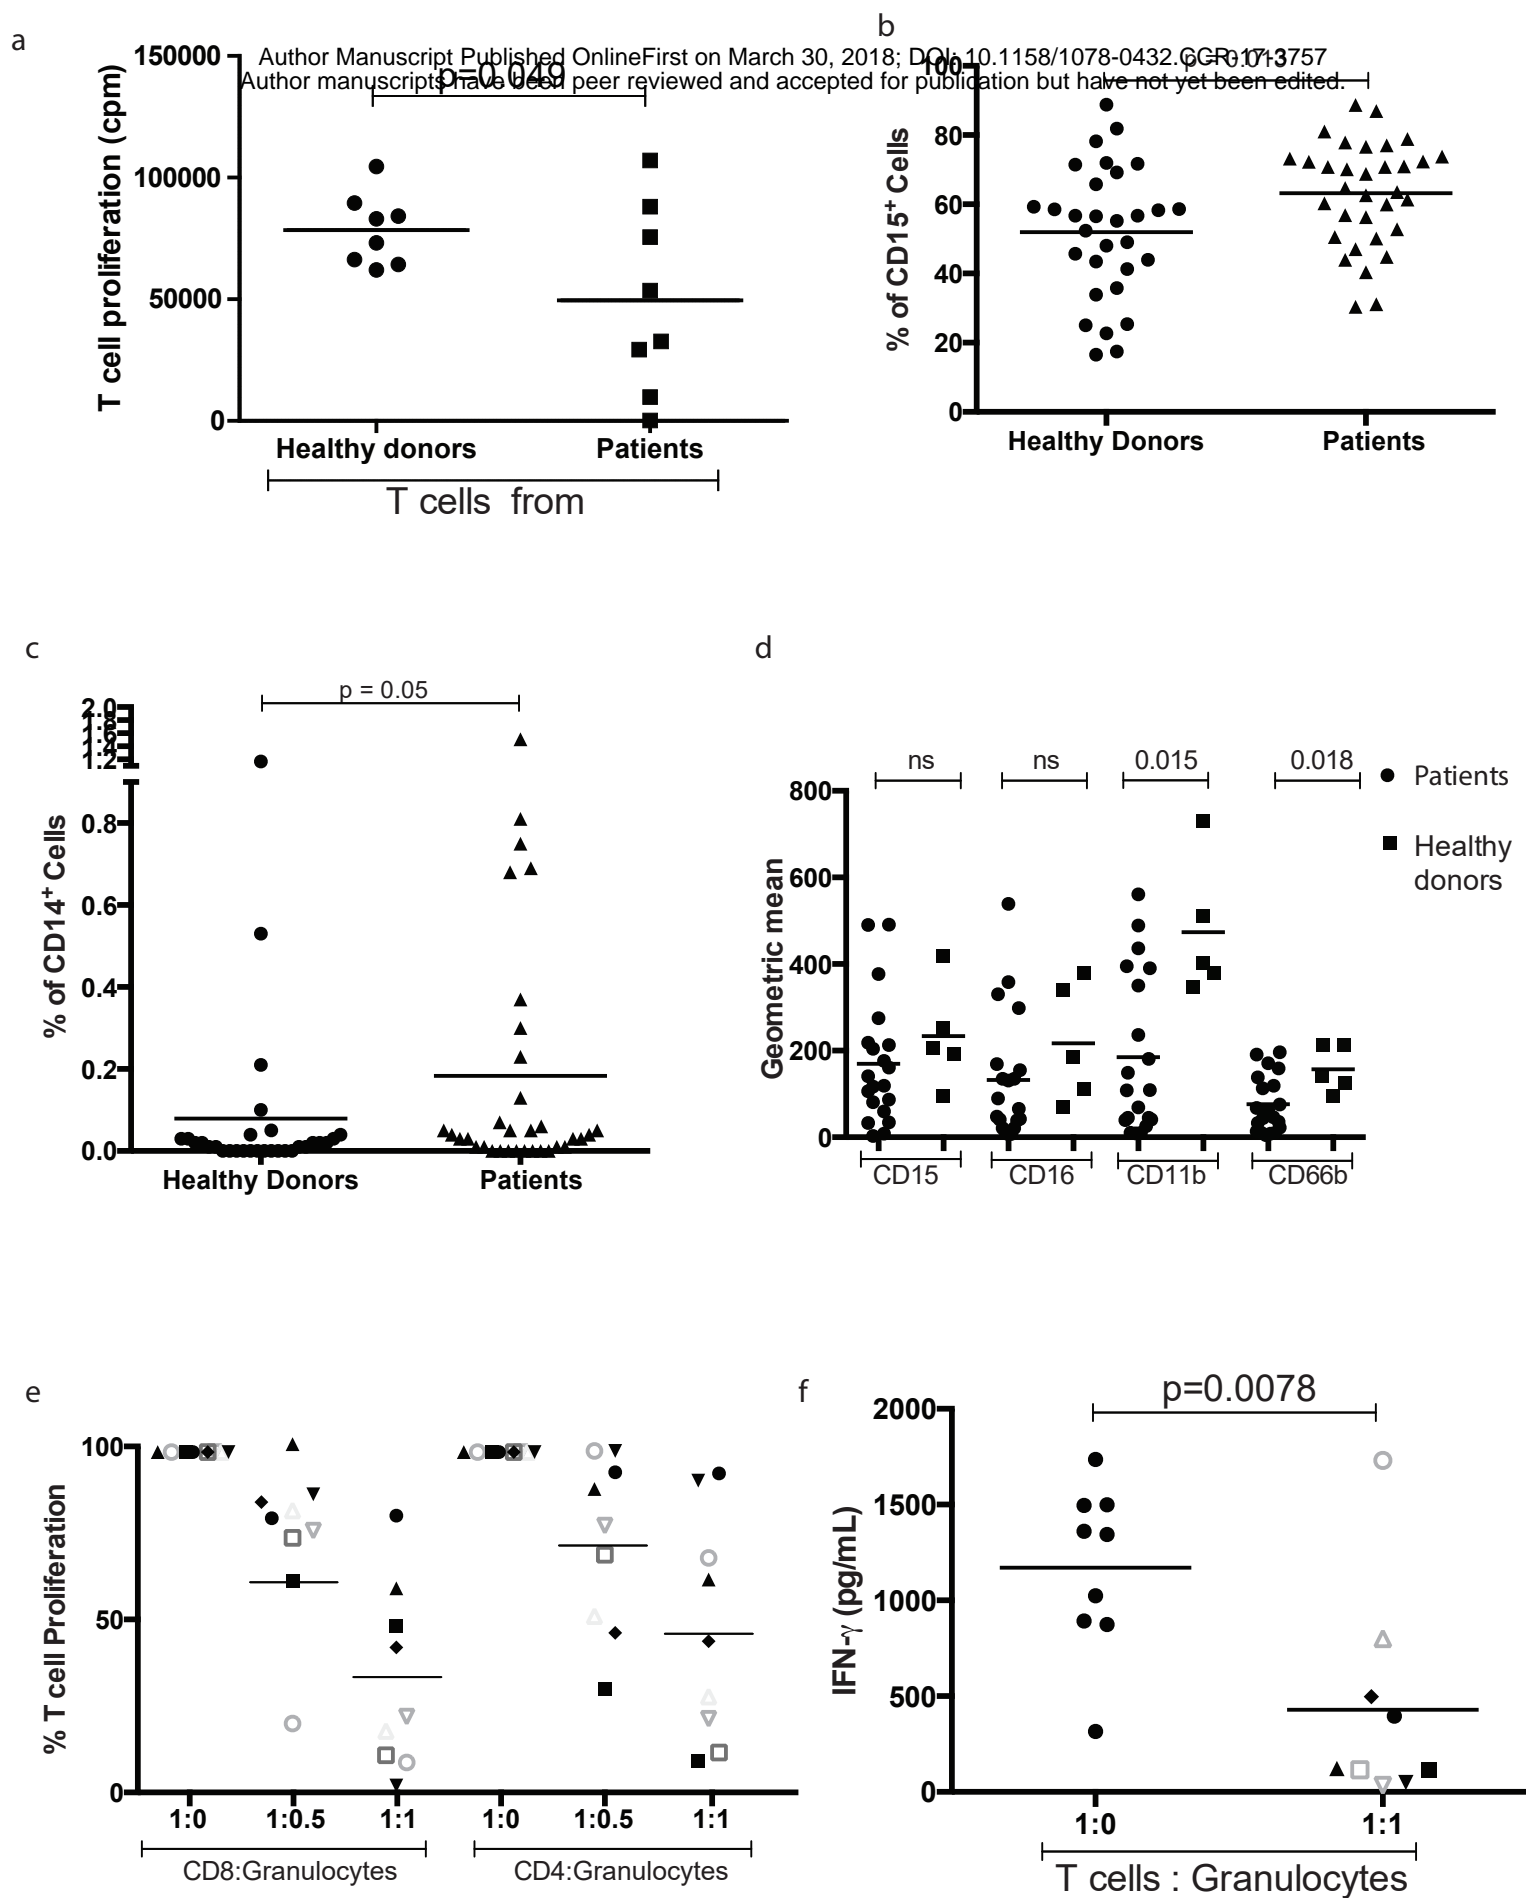 a
b
Author Manuscript Published OnlineFirst on March 30, 2018; DOI: 10.1158/1078-0432.CCR-17-3757
Author manuscripts have been peer reviewed and accepted for publication but have not yet been edited.
p=0.049
T cell proliferation (cpm)
150000
100000
50000
0
Healthy donors
Patients
T cells from
% of CD15+ Cells
100
80
60
40
20
0
Healthy Donors
Patients
c
p = 0.05
% of CD14+ Cells
2.0
1.8
1.6
1.4
1.2
0.8
0.6
0.4
0.2
0.0
Healthy Donors
Patients
d
ns
ns
0.015
0.018
Patients
Healthy
donors
Geometric mean
800
600
400
200
0
CD15
CD16
CD11b
CD66b
e
% T cell Proliferation
100
50
0
1:0
1:0.5
1:1
1:0
1:0.5
1:1
CD8:Granulocytes
CD4:Granulocytes
f
p=0.0078
IFN-γ (pg/mL)
2000
1500
1000
500
0
1:0
1:1
T cells : Granulocytes